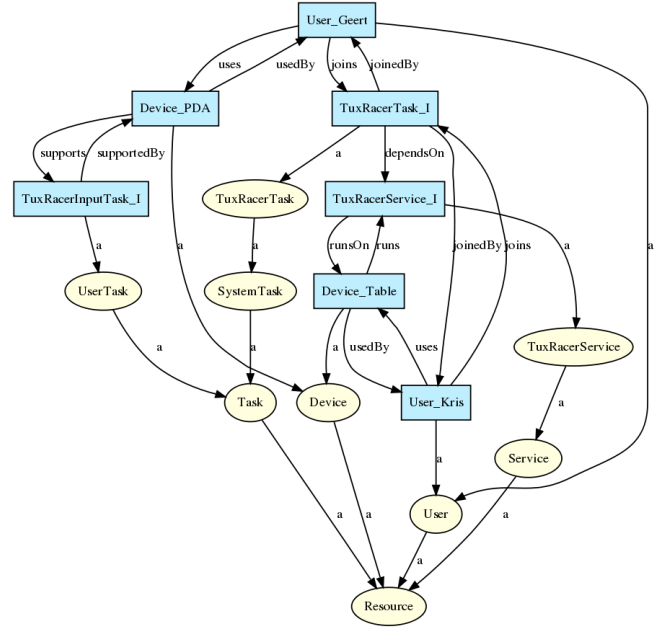 User_Geert
uses
usedBy
joins
joinedBy
Device_PDA
TuxRacerTask_I
supports
supportedBy
a
dependsOn
TuxRacerInputTask_I
TuxRacerTask
TuxRacerService_I
a
a
a
runsOn
runs
joinedBy
joins
a
a
UserTask
SystemTask
Device_Table
a
a
a
usedBy
uses
TuxRacerService
Task
Device
User_Kris
a
a
Service
a
a
User
a
a
Resource